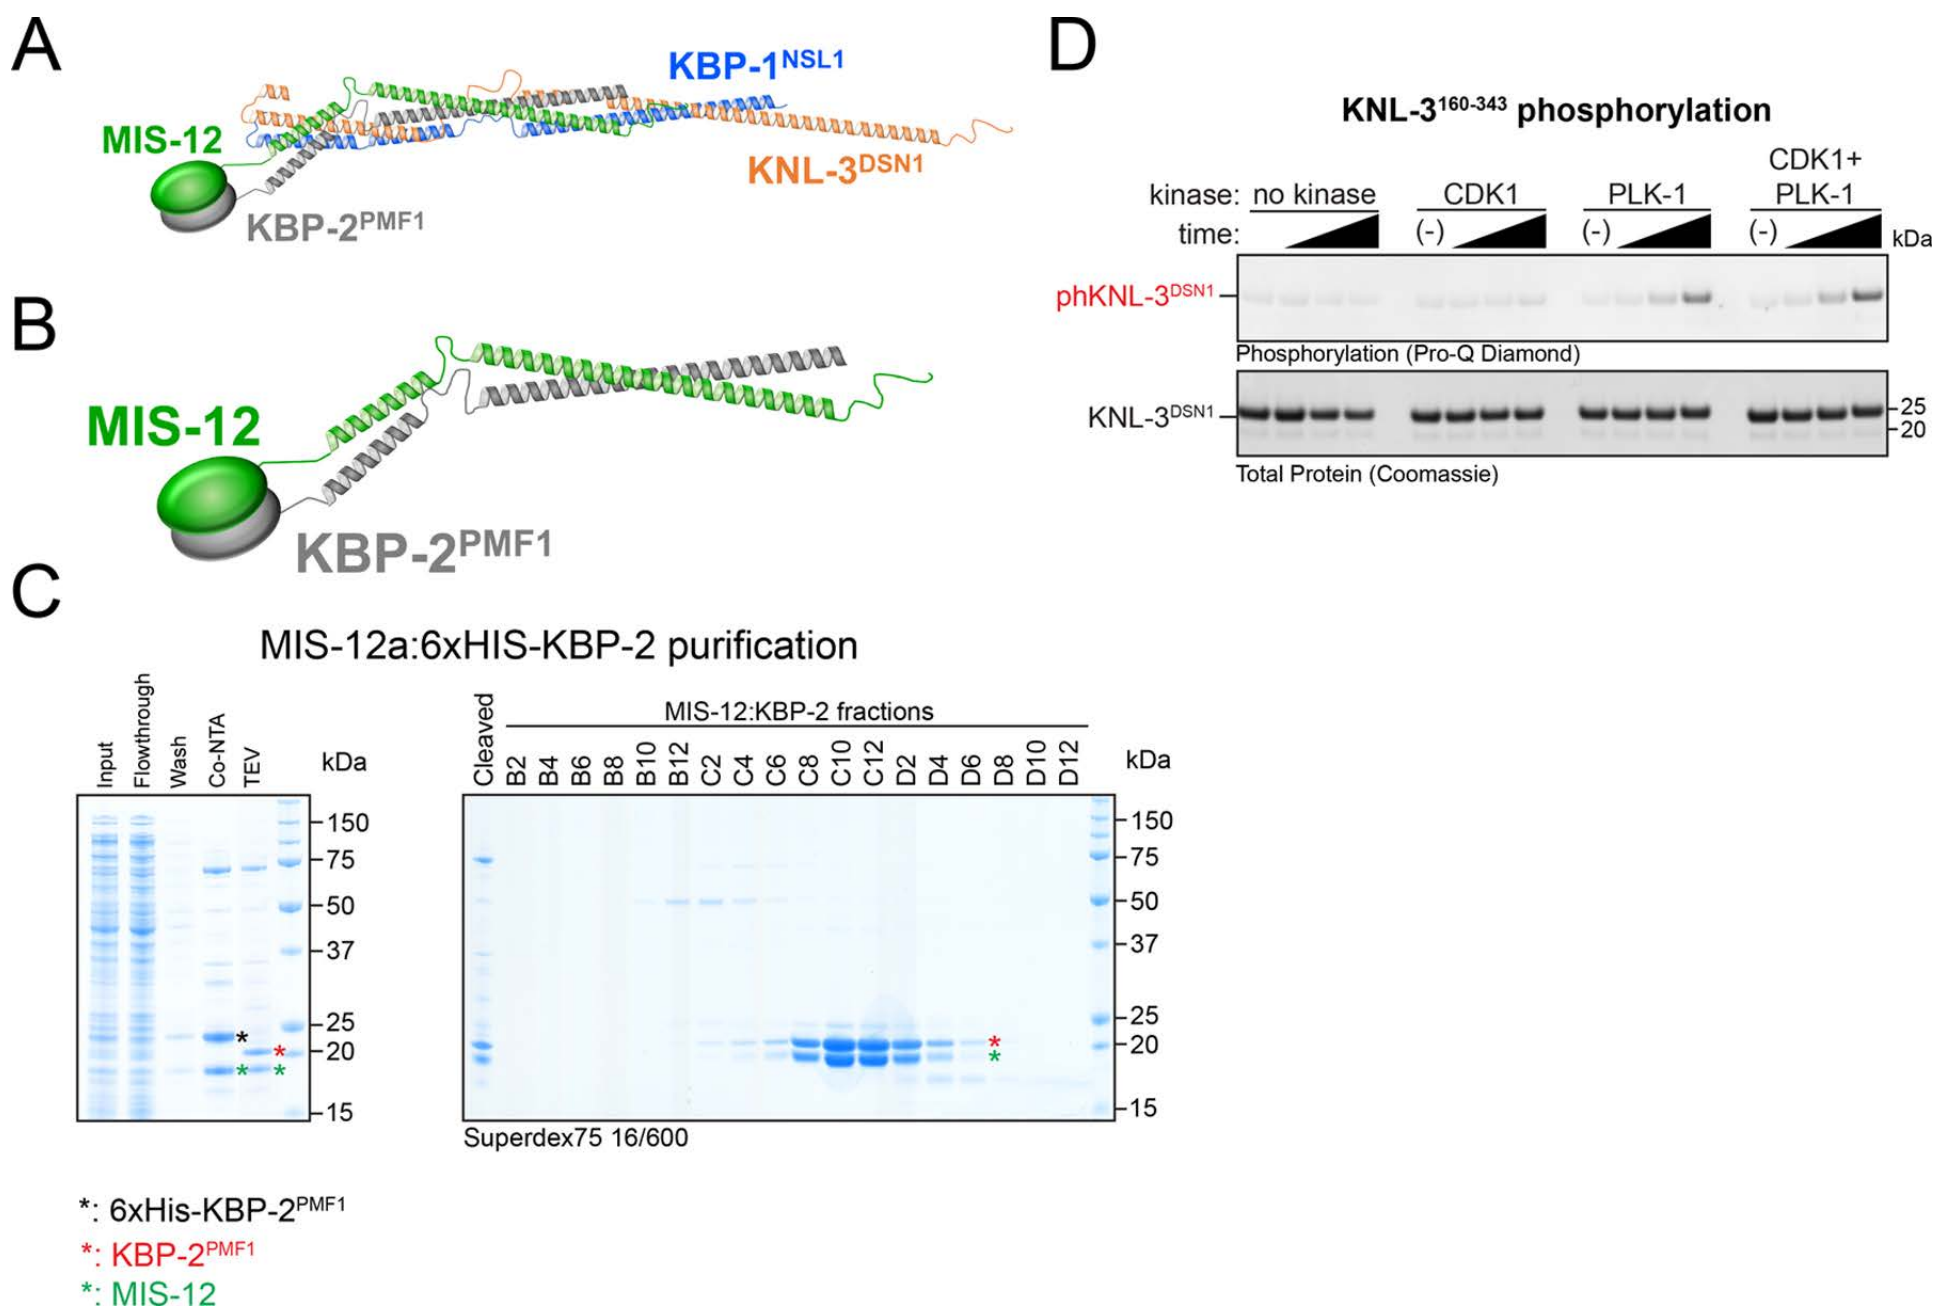 A
KBP-1NSL1
MIS-12
KNL-3DSN1
KBP-2PMF1
B
MIS-12
KBP-2PMF1
C
MIS-12a:6xHIS-KBP-2 purification
Input
Flowthrough
Wash
Co-NTA
TEV
kDa
150
75
50
37
25
*
20
*
* *
15
MIS-12:KBP-2 fractions
Cleaved
B2
B4
B6
B8
B10
B12
C2
C4
C6
C8
C10
C12
D2
D4
D6
D8
D10
D12
kDa
150
75
50
37
25
20
*
*
15
Superdex75 16/600
*: 6xHis-KBP-2PMF1
*: KBP-2PMF1
*: MIS-12
D
KNL-3160-343 phosphorylation
CDK1+
kinase: no kinase CDK1 PLK-1 PLK-1
time: (-) (-) (-)
kDa
phKNL-3DSN1
Phosphorylation (Pro-Q Diamond)
KNL-3DSN1
25
20
Total Protein (Coomassie)